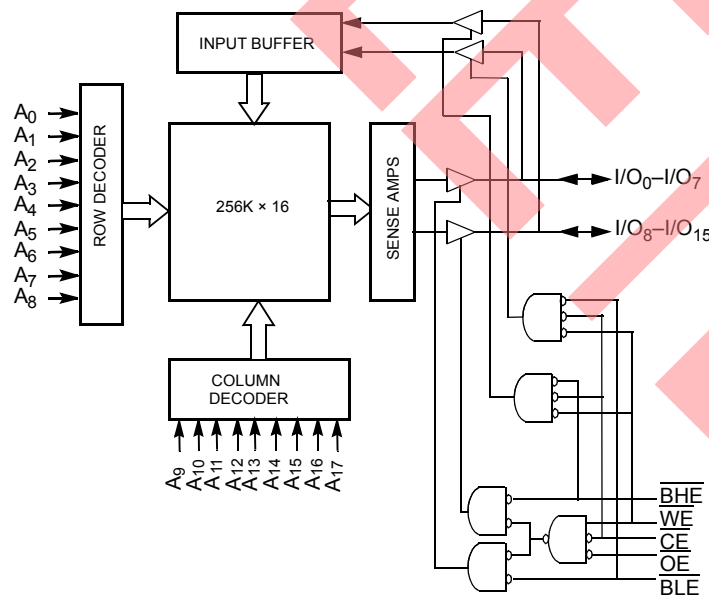 INPUT BUFFER
A0
A1
A2
A3
A4
A5
A6
A7
A8
ROW DECODER
256K × 16
SENSE AMPS
I/O0–I/O7
I/O8–I/O15
COLUMN
DECODER
A9
A10
A11
A12
A13
A14
A15
A16
A17
BHE
WE
CE
OE
BLE